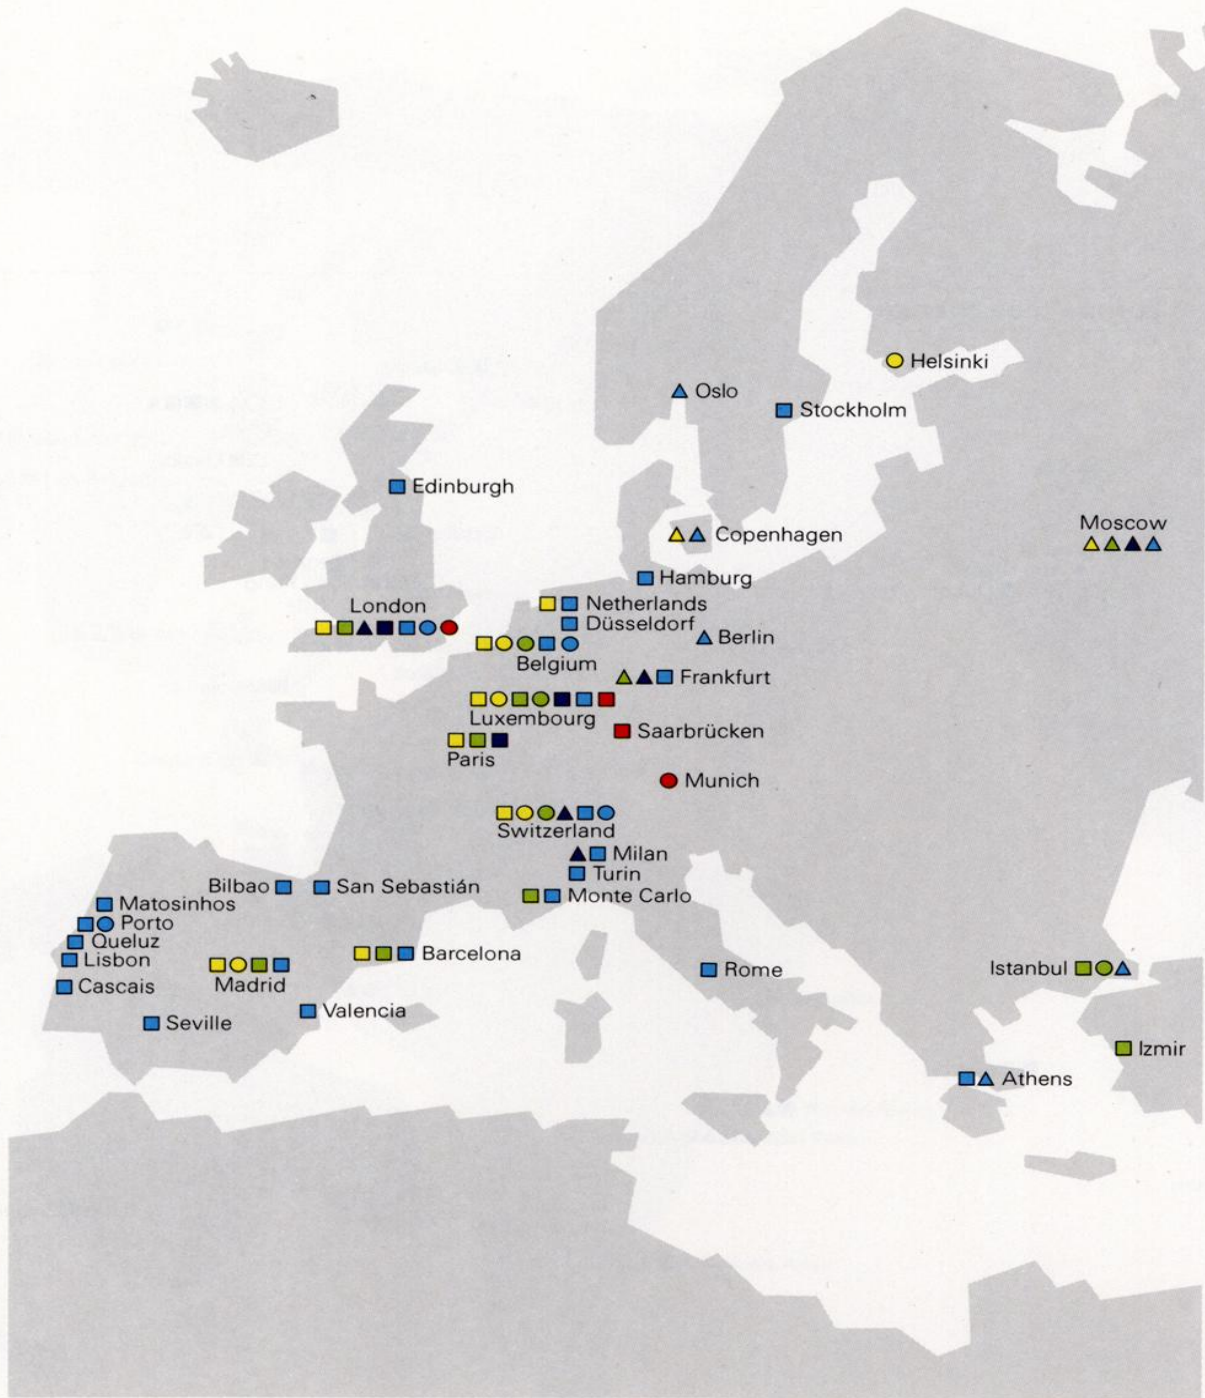 Helsinki
Oslo
Stockholm
Edinburgh
Moscow
Copenhagen
Hamburg
London
Netherlands
Düsseldorf
Berlin
Belgium
Frankfurt
Luxembourg
Saarbrücken
Paris
Munich
Switzerland
Milan
Turin
Bilbao
San Sebastián
Monte Carlo
Matosinhos
Porto
Queluz
Barcelona
Lisbon
Rome
Istanbul
Madrid
Cascais
Valencia
Seville
Izmir
Athens